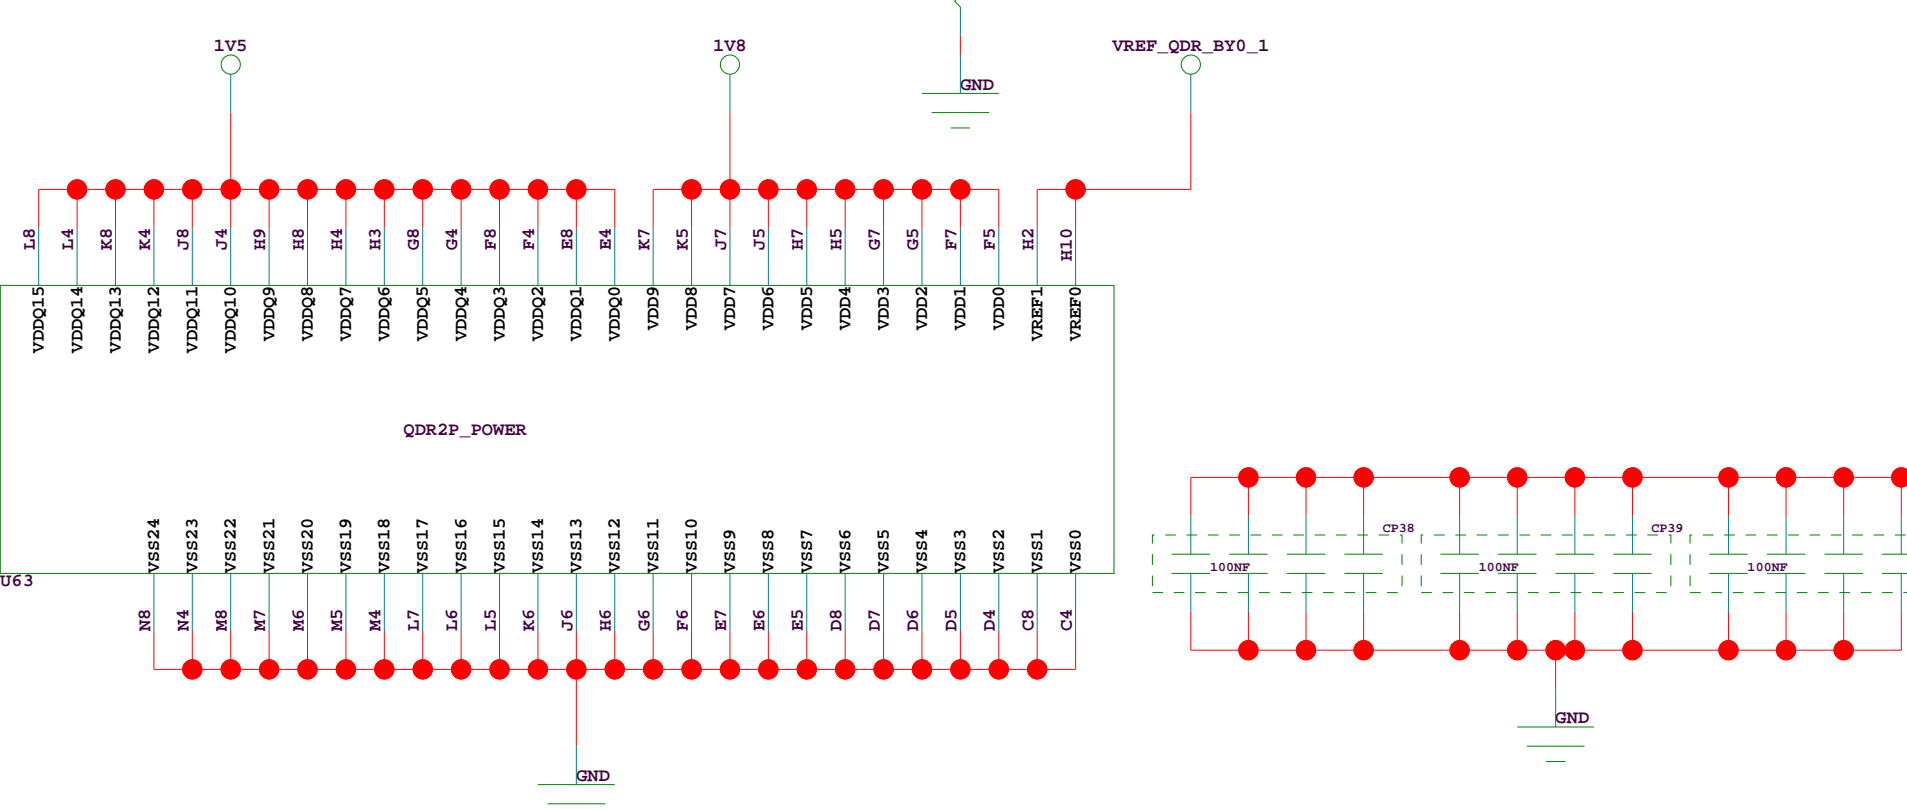 1V5
1V8
VREF_QDR_BY0_1
GND
L8
L4
K8
K4
J8
J4
H9
H8
H4
H3
G8
G4
F8
F4
E8
E4
K7
K5
J7
J5
H7
H5
G7
G5
F7
F5
H2
H10
VDDQ15
VDDQ14
VDDQ13
VDDQ12
VDDQ11
VDDQ10
VDDQ9
VDDQ8
VDDQ7
VDDQ6
VDDQ5
VDDQ4
VDDQ3
VDDQ2
VDDQ1
VDDQ0
VDD9
VDD8
VDD7
VDD6
VDD5
VDD4
VDD3
VDD2
VDD1
VDD0
VREF1
VREF0
QDR2P_POWER
VSS24
VSS23
VSS22
VSS21
VSS20
VSS19
VSS18
VSS17
VSS16
VSS15
VSS14
VSS13
VSS12
VSS11
VSS10
VSS9
VSS8
VSS7
VSS6
VSS5
VSS4
VSS3
VSS2
VSS1
VSS0
U63
N8
N4
M8
M7
M6
M5
M4
L7
L6
L5
K6
J6
H6
G6
F6
E7
E6
E5
D8
D7
D6
D5
D4
C8
C4
GND
CP38
CP39
100NF
100NF
100NF
GND